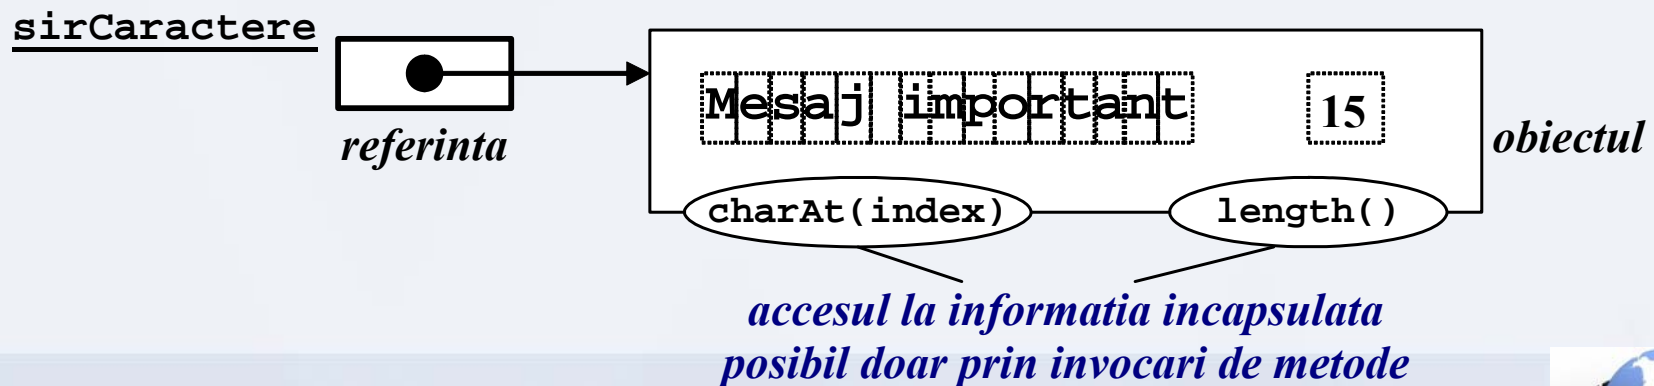 sirCaractere
referinta
Mesaj important
15
obiectul
charAt(index)
length()
accesul la informatia incapsulata
posibil doar prin invocari de metode